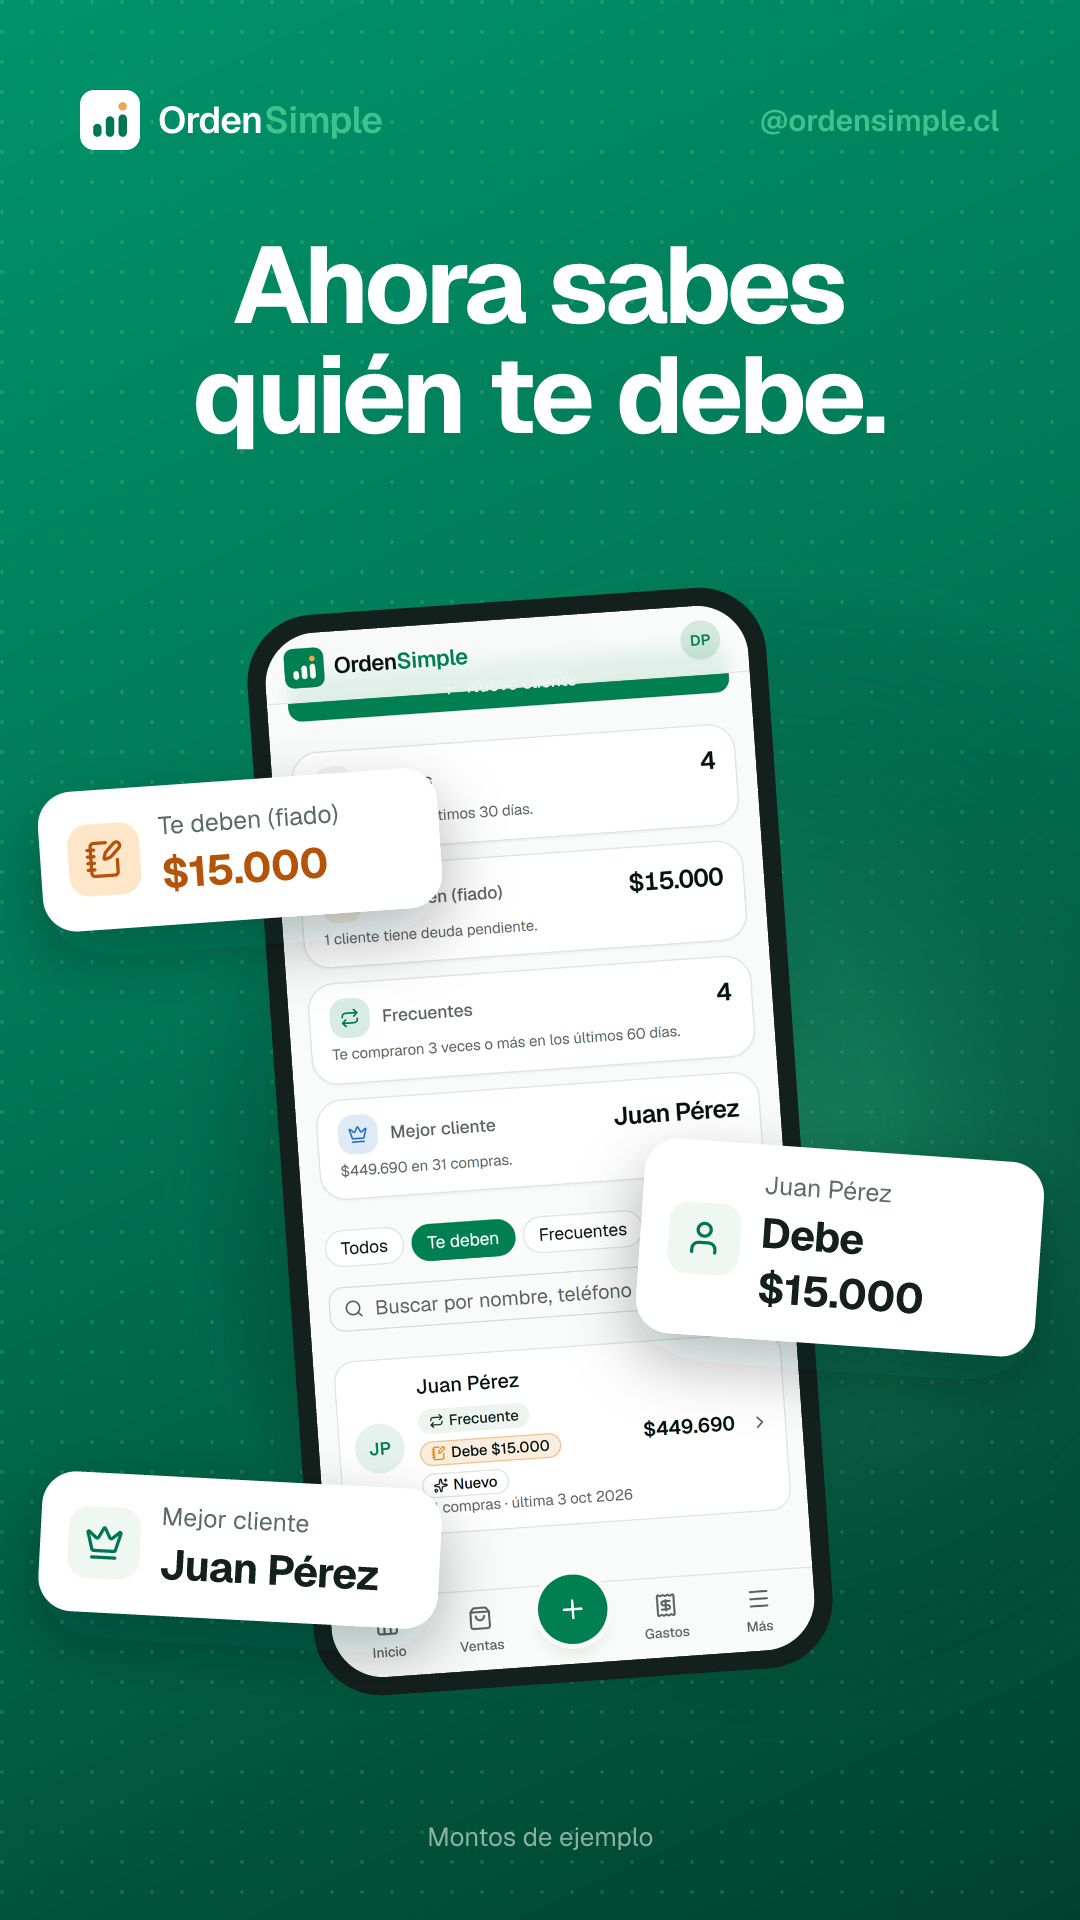 OrdenSimple
@ordensimple.cl
Ahora sabes
quién te debe.
OrdenSimple
DP
Nuevo cliente
4
timos 30 días.
Te deben (fiado)
$15.000
en (fiado)
$15.000
1 cliente tiene deuda pendiente.
Frecuentes
4
Te compraron 3 veces o más en los últimos 60 días.
Mejor cliente
Juan Pérez
$449.690 en 31 compras.
Juan Pérez
Debe
$15.000
Todos
Te deben
Frecuentes
Buscar por nombre, teléfono
Juan Pérez
Frecuente
JP
Debe $15.000
$449.690
Nuevo
compras · última 3 oct 2026
Mejor cliente
Juan Pérez
Inicio
Ventas
Gastos
Más
Montos de ejemplo